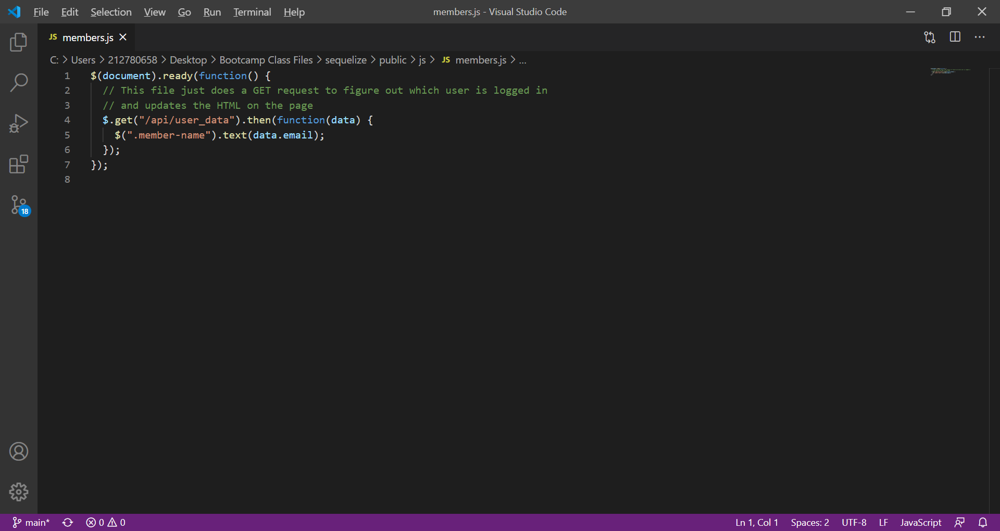 File Edit Selection View Go Run Terminal Help members.js - Visual Studio Code
JS members.js
C: > Users > 212780658 > Desktop > Bootcamp Class Files > sequelize > public > js > JS members.js > ...
1 $(document).ready(function() {
2   // This file just does a GET request to figure out which user is logged in
3   // and updates the HTML on the page
4   $.get("/api/user_data").then(function(data) {
5     $(".member-name").text(data.email);
6   });
7 });
8
18
main* 0 0 Ln 1, Col 1 Spaces: 2 UTF-8 LF JavaScript